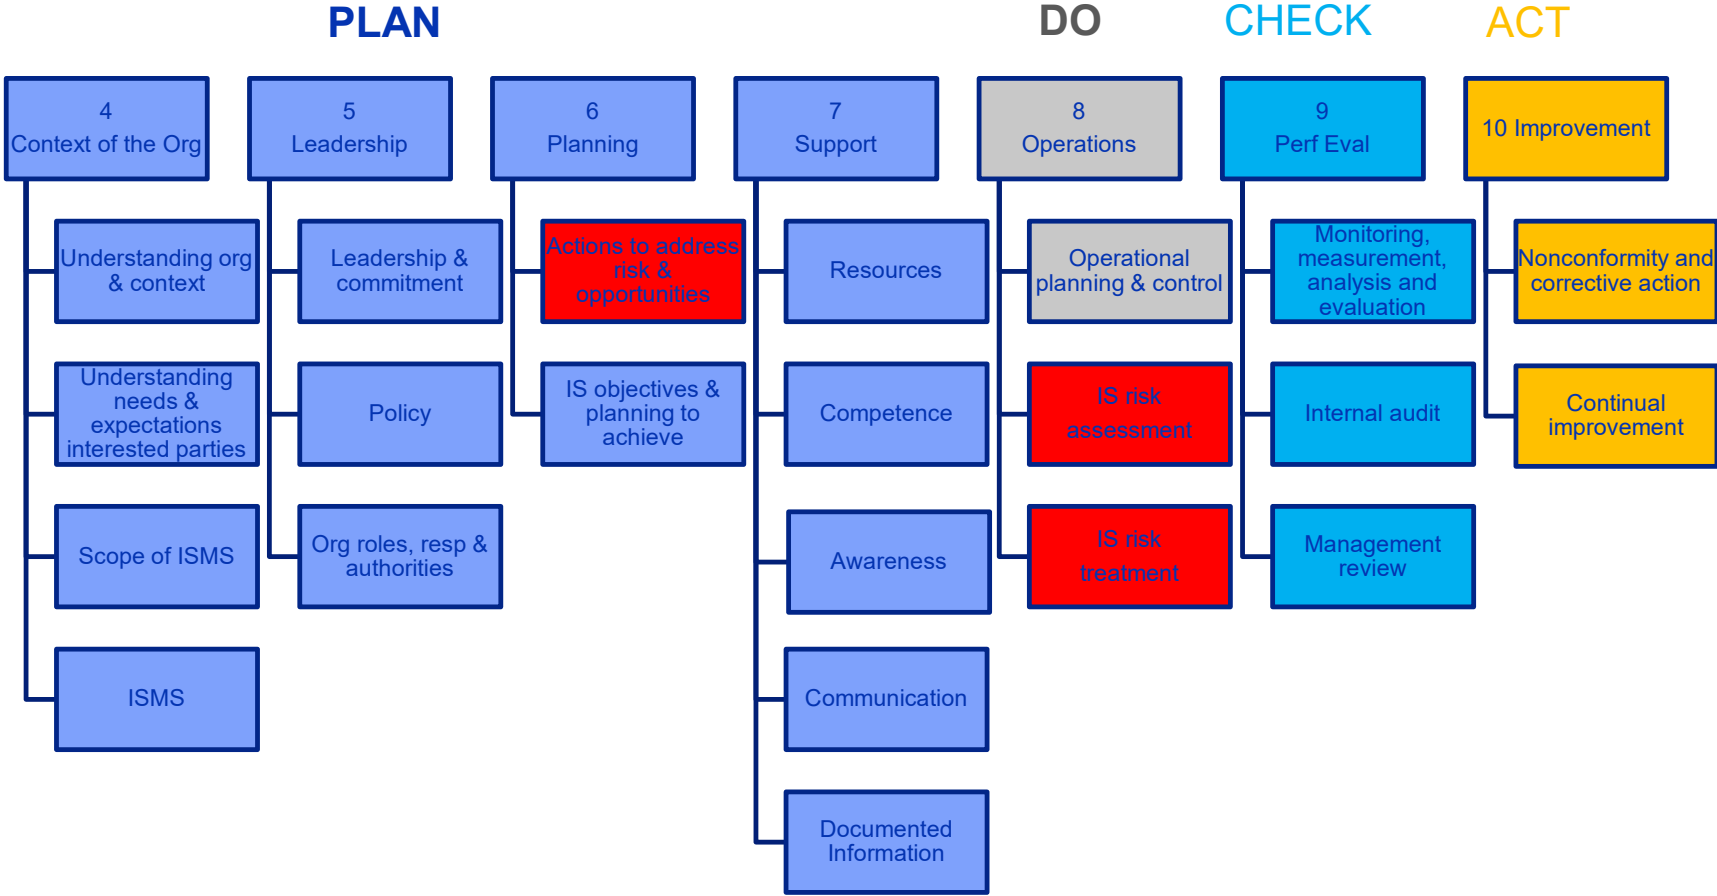 PLAN
DO
CHECK
ACT
4
Context of the Org
Understanding org
& context
Understanding
needs &
expectations
interested parties
Scope of ISMS
ISMS
5
Leadership
Leadership &
commitment
Policy
Org roles, resp &
authorities
6
Planning
Actions to address
risk &
opportunities
IS objectives &
planning to
achieve
7
Support
Resources
Competence
Awareness
Communication
Documented
Information
8
Operations
Operational
planning & control
IS risk
assessment
IS risk
treatment
9
Perf Eval
Monitoring,
measurement,
analysis and
evaluation
Internal audit
Management
review
10 Improvement
Nonconformity and
corrective action
Continual
improvement